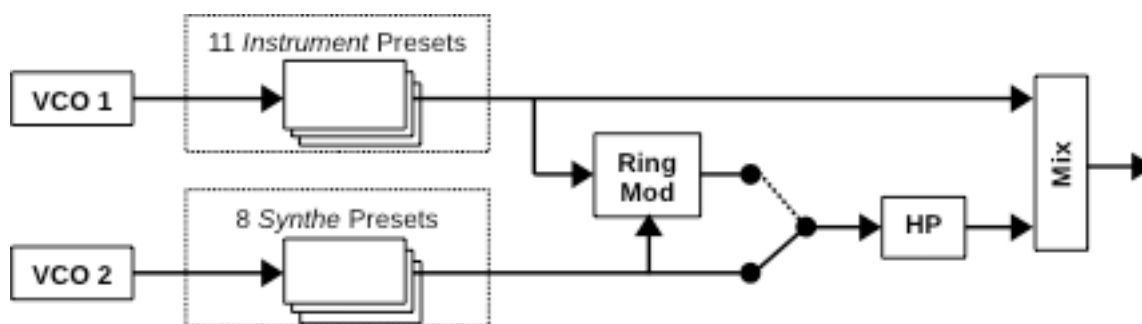 11 Instrument Presets
VCO 1
Ring
Mod
Mix
8 Synthe Presets
HP
VCO 2